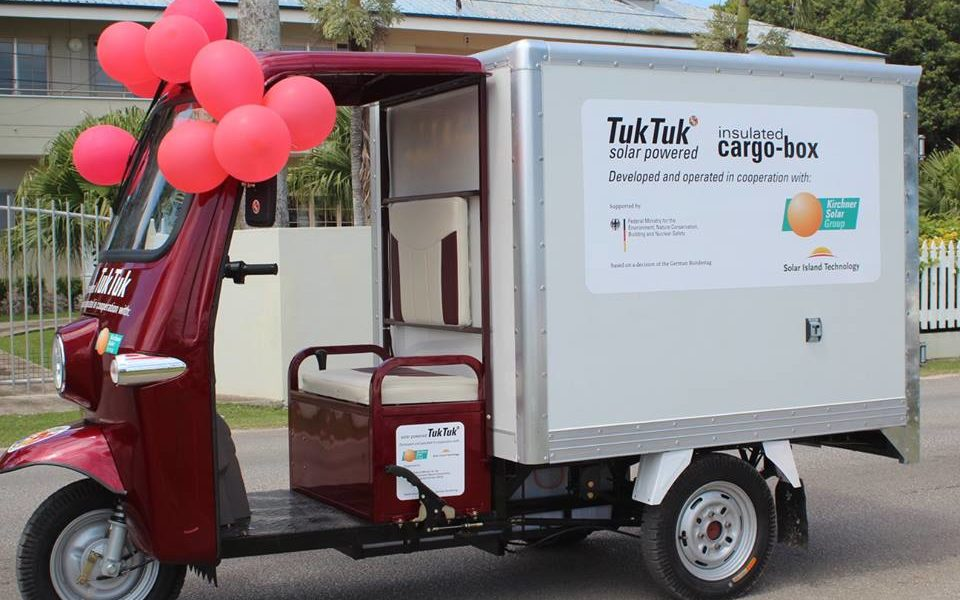 TukTuk
solar powered
insulated
cargo-box
Developed and operated in cooperation with:
Supported by:
Federal Ministry for the
Environment, Nature Conservation,
Building and Nuclear Safety
based on a decision of the German Bundestag
Kirchner
Solar
Group
Solar Island Technology
TukTuk
solar powered TukTuk